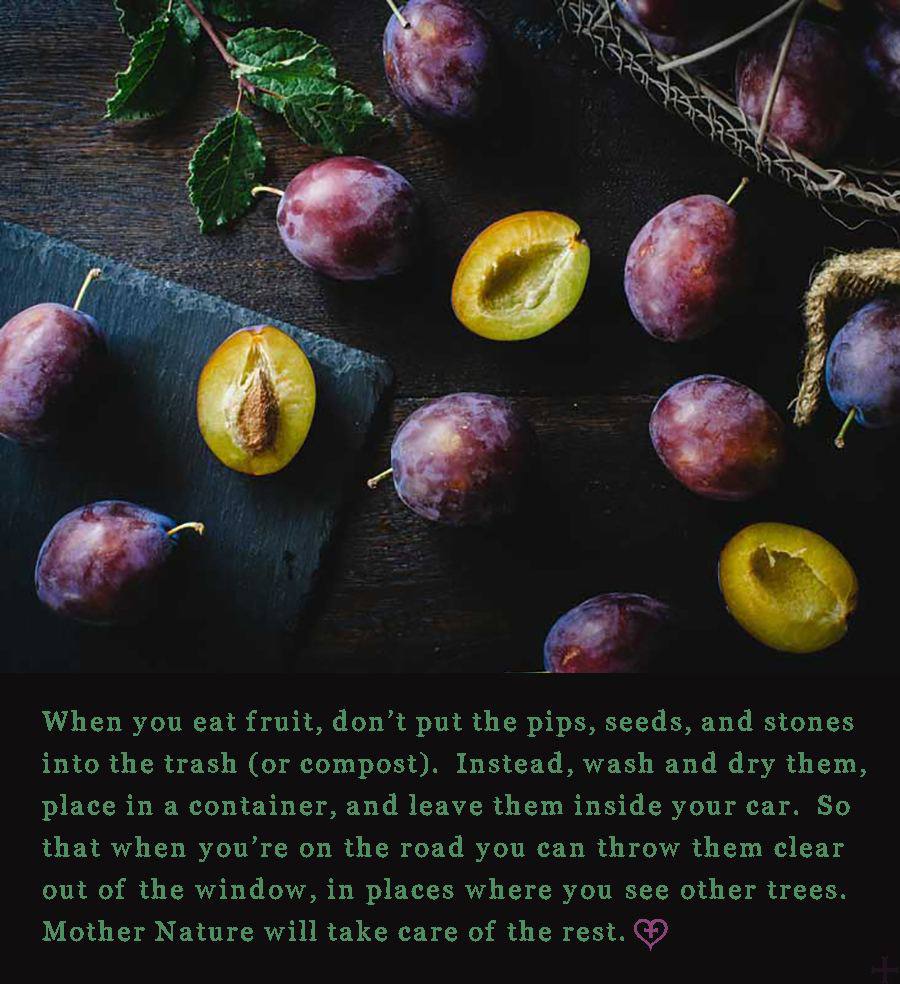 When you eat fruit, don’t put the pips, seeds, and stones
into the trash (or compost).  Instead, wash and dry them,
place in a container, and leave them inside your car.  So
that when you’re on the road you can throw them clear
out of the window, in places where you see other trees.
Mother Nature will take care of the rest.